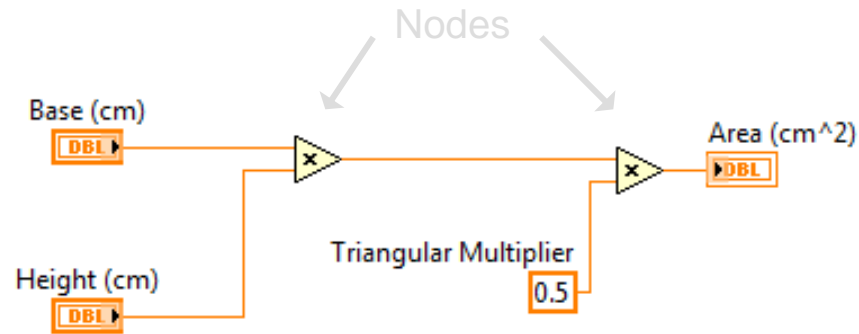 Nodes
Base (cm)
DBL
×
×
Area (cm^2)
DBL
Triangular Multiplier
0.5
Height (cm)
DBL